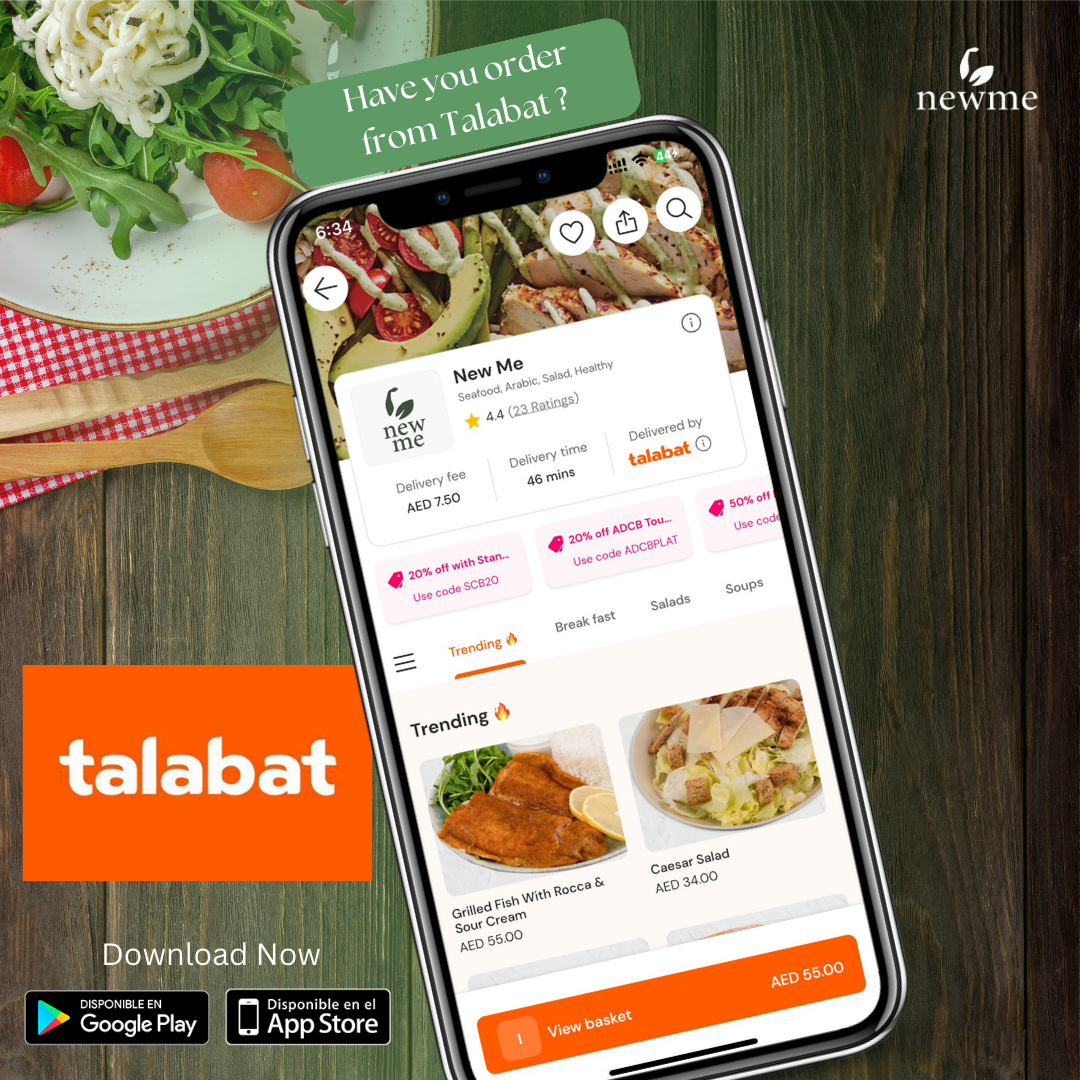 Have you order
from Talabat ?
newme
6:34
44
New Me
Seafood, Arabic, Salad, Healthy
4.4 (23 Ratings)
new
me
Delivery fee
AED 7.50
Delivery time
46 mins
Delivered by
talabat
20% off with Stan...
Use code SCB20
20% off ADCB Tou...
Use code ADCBPLAT
50% off
Use code
Trending 🔥
Break fast
Salads
Soups
Trending 🔥
Grilled Fish With Rocca &
Sour Cream
AED 55.00
Caesar Salad
AED 34.00
1
View basket
AED 55.00
talabat
Download Now
DISPONIBLE EN
Google Play
Disponible en el
App Store